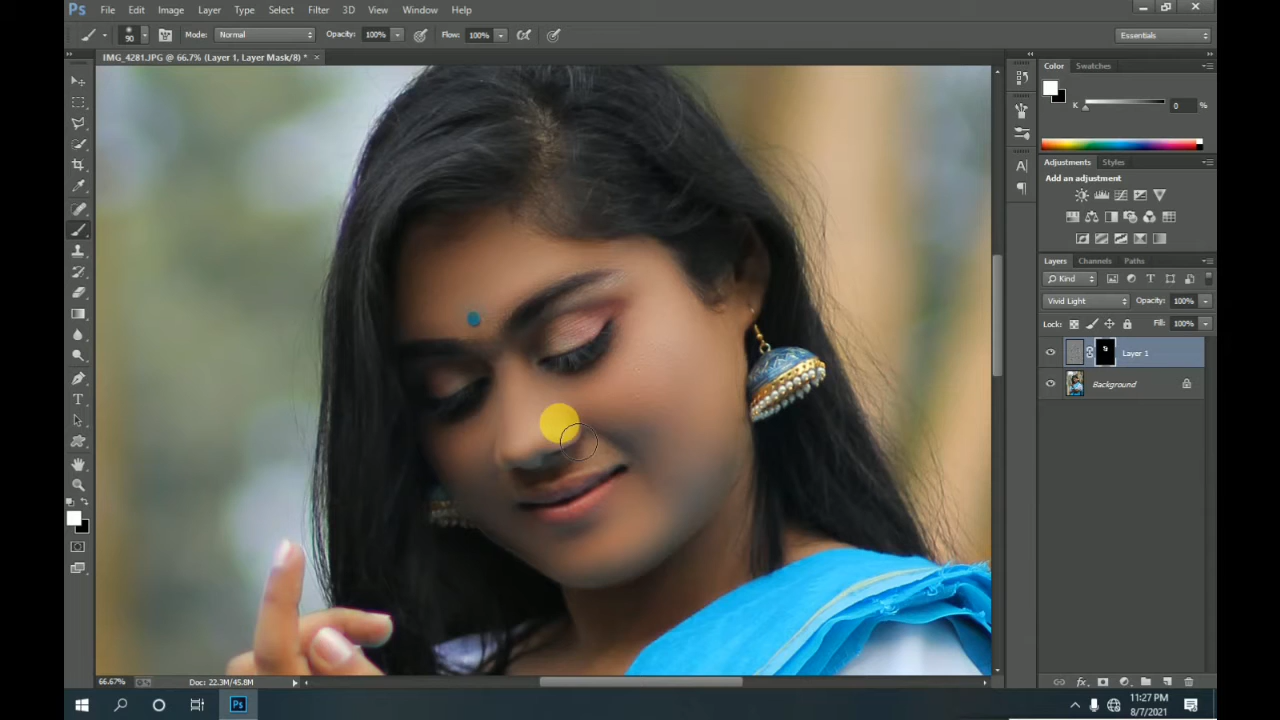 Ps File Edit Image Layer Type Select Filter 3D View Window Help
90 Mode: Normal Opacity: 100% Flow: 100% Essentials
IMG_4281.JPG @ 66.7% (Layer 1, Layer Mask/8) * ×
Color Swatches
K 0 %
Adjustments Styles
Add an adjustment
Layers Channels Paths
Kind
Vivid Light Opacity: 100%
Lock: Fill: 100%
Layer 1
Background
66.67% Doc: 22.3M/45.8M
Ps 11:27 PM
8/7/2021